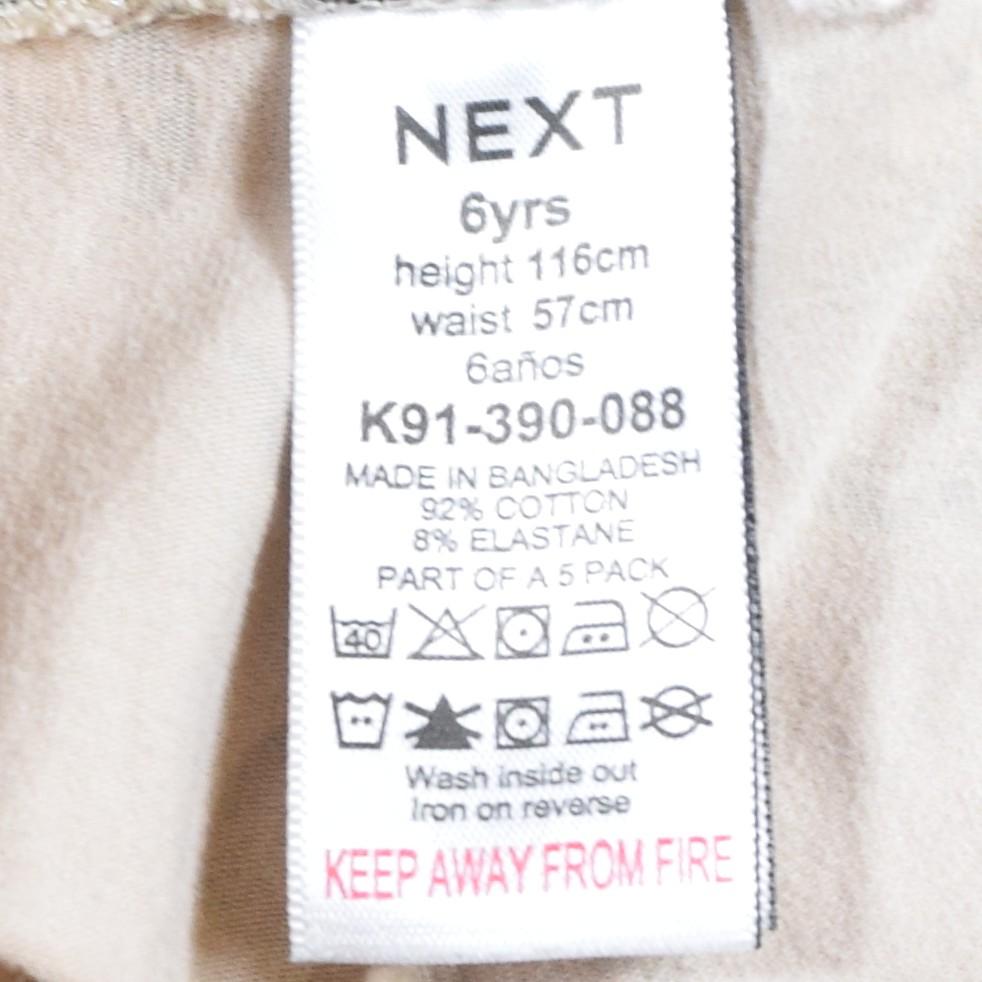 NEXT
6yrs
height 116cm
waist 57cm
6años
K91-390-088
MADE IN BANGLADESH
92% COTTON
8% ELASTANE
PART OF A 5 PACK
40
Wash inside out
Iron on reverse
KEEP AWAY FROM FIRE